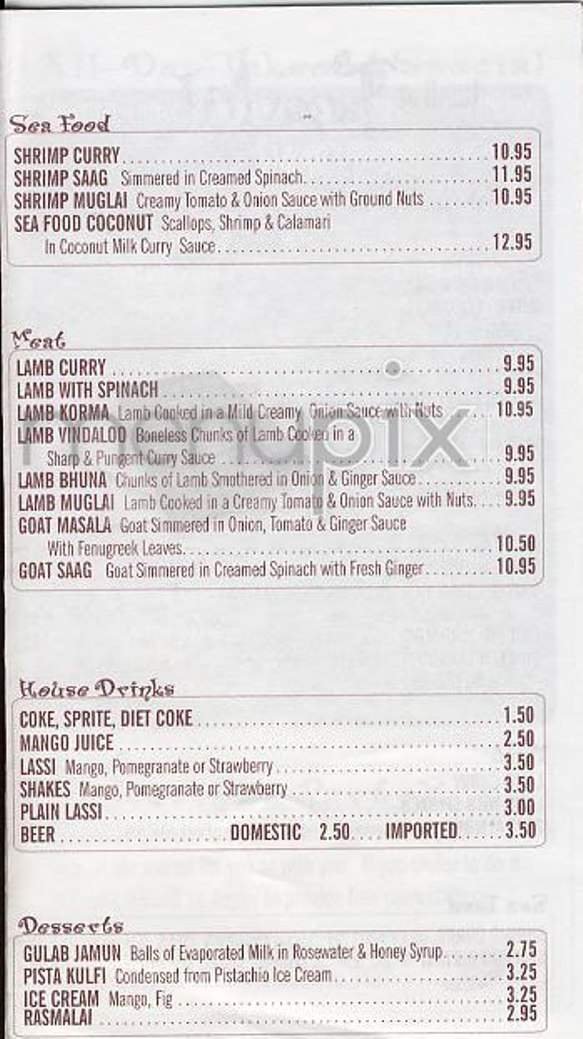 Sea Food
SHRIMP CURRY 10.95
SHRIMP SAAG Simmered in Creamed Spinach 11.95
SHRIMP MUGLAI Creamy Tomato & Onion Sauce with Ground Nuts 10.95
SEA FOOD COCONUT Scallops, Shrimp & Calamari
In Coconut Milk Curry Sauce 12.95
Meat
LAMB CURRY 9.95
LAMB WITH SPINACH 9.95
LAMB KORMA Lamb Cooked in a Mild Creamy, Onion Sauce with Nuts 10.95
LAMB VINDALOO Boneless Chunks of Lamb Cooken in a
Sharp & Pungent Curry Sauce 9.95
LAMB BHUNA Chunks of Lamb Smothered in Onion & Ginger Sauce 9.95
LAMB MUGLAI Lamb Cooked in a Creamy Tomato & Onion Sauce with Nuts 9.95
GOAT MASALA Goat Simmered in Onion, Tomato & Ginger Sauce
With Fenugreek Leaves 10.50
GOAT SAAG Goat Simmered in Creamed Spinach with Fresh Ginger 10.95
menupix
House Drinks
COKE, SPRITE, DIET COKE 1.50
MANGO JUICE 2.50
LASSI Mango, Pomegranate or Strawberry 3.50
SHAKES Mango, Pomegranate or Strawberry 3.50
PLAIN LASSI 3.00
BEER DOMESTIC 2.50 IMPORTED 3.50
Desserts
GULAB JAMUN Balls of Evaporated Milk in Rosewater & Honey Syrup 2.75
PISTA KULFI Condensed from Pistachio Ice Cream 3.25
ICE CREAM Mango, Fig 3.25
RASMALAI 2.95